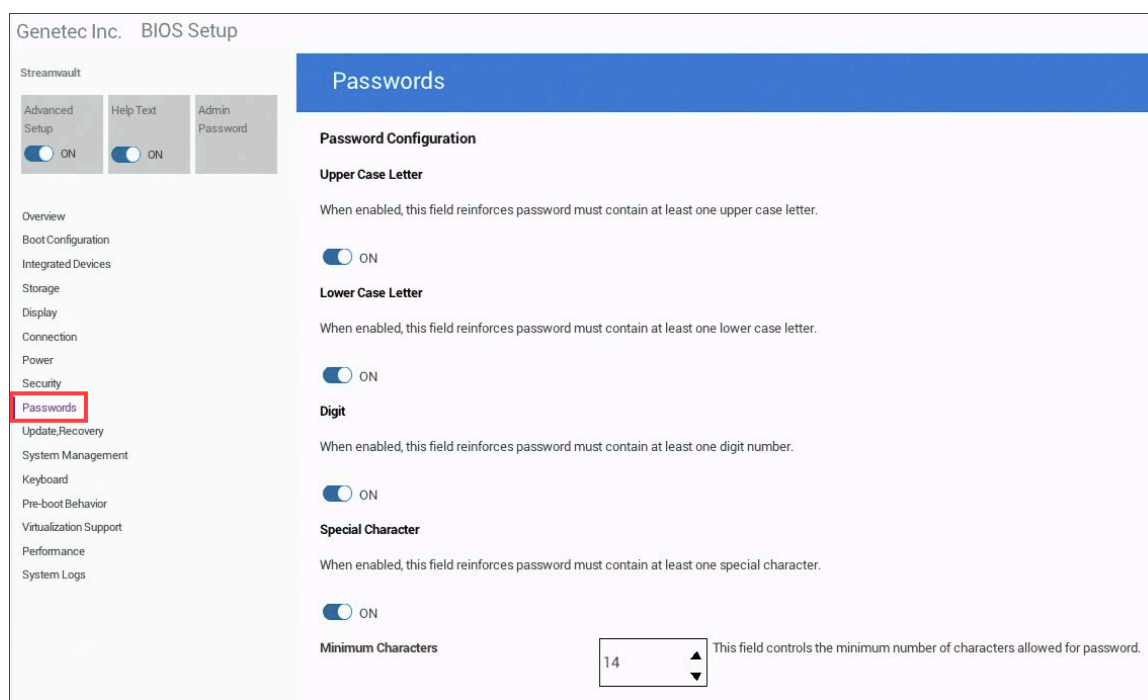 Genetec Inc. BIOS Setup
Streamvault
Advanced Setup
ON
Help Text
ON
Admin Password
Overview
Boot Configuration
Integrated Devices
Storage
Display
Connection
Power
Security
Passwords
Update,Recovery
System Management
Keyboard
Pre-boot Behavior
Virtualization Support
Performance
System Logs
Passwords
Password Configuration
Upper Case Letter
When enabled, this field reinforces password must contain at least one upper case letter.
ON
Lower Case Letter
When enabled, this field reinforces password must contain at least one lower case letter.
ON
Digit
When enabled, this field reinforces password must contain at least one digit number.
ON
Special Character
When enabled, this field reinforces password must contain at least one special character.
ON
Minimum Characters
14
This field controls the minimum number of characters allowed for password.